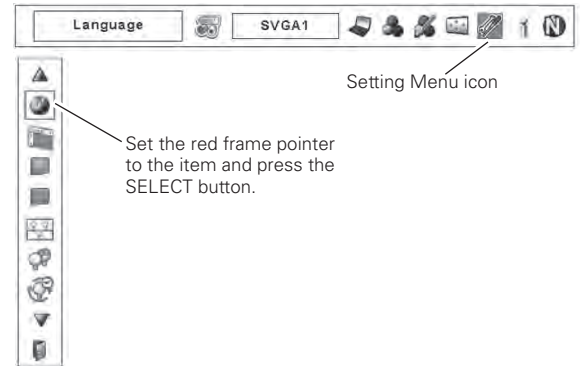 Language
SVGA1
Setting Menu icon
Set the red frame pointer
to the item and press the
SELECT button.